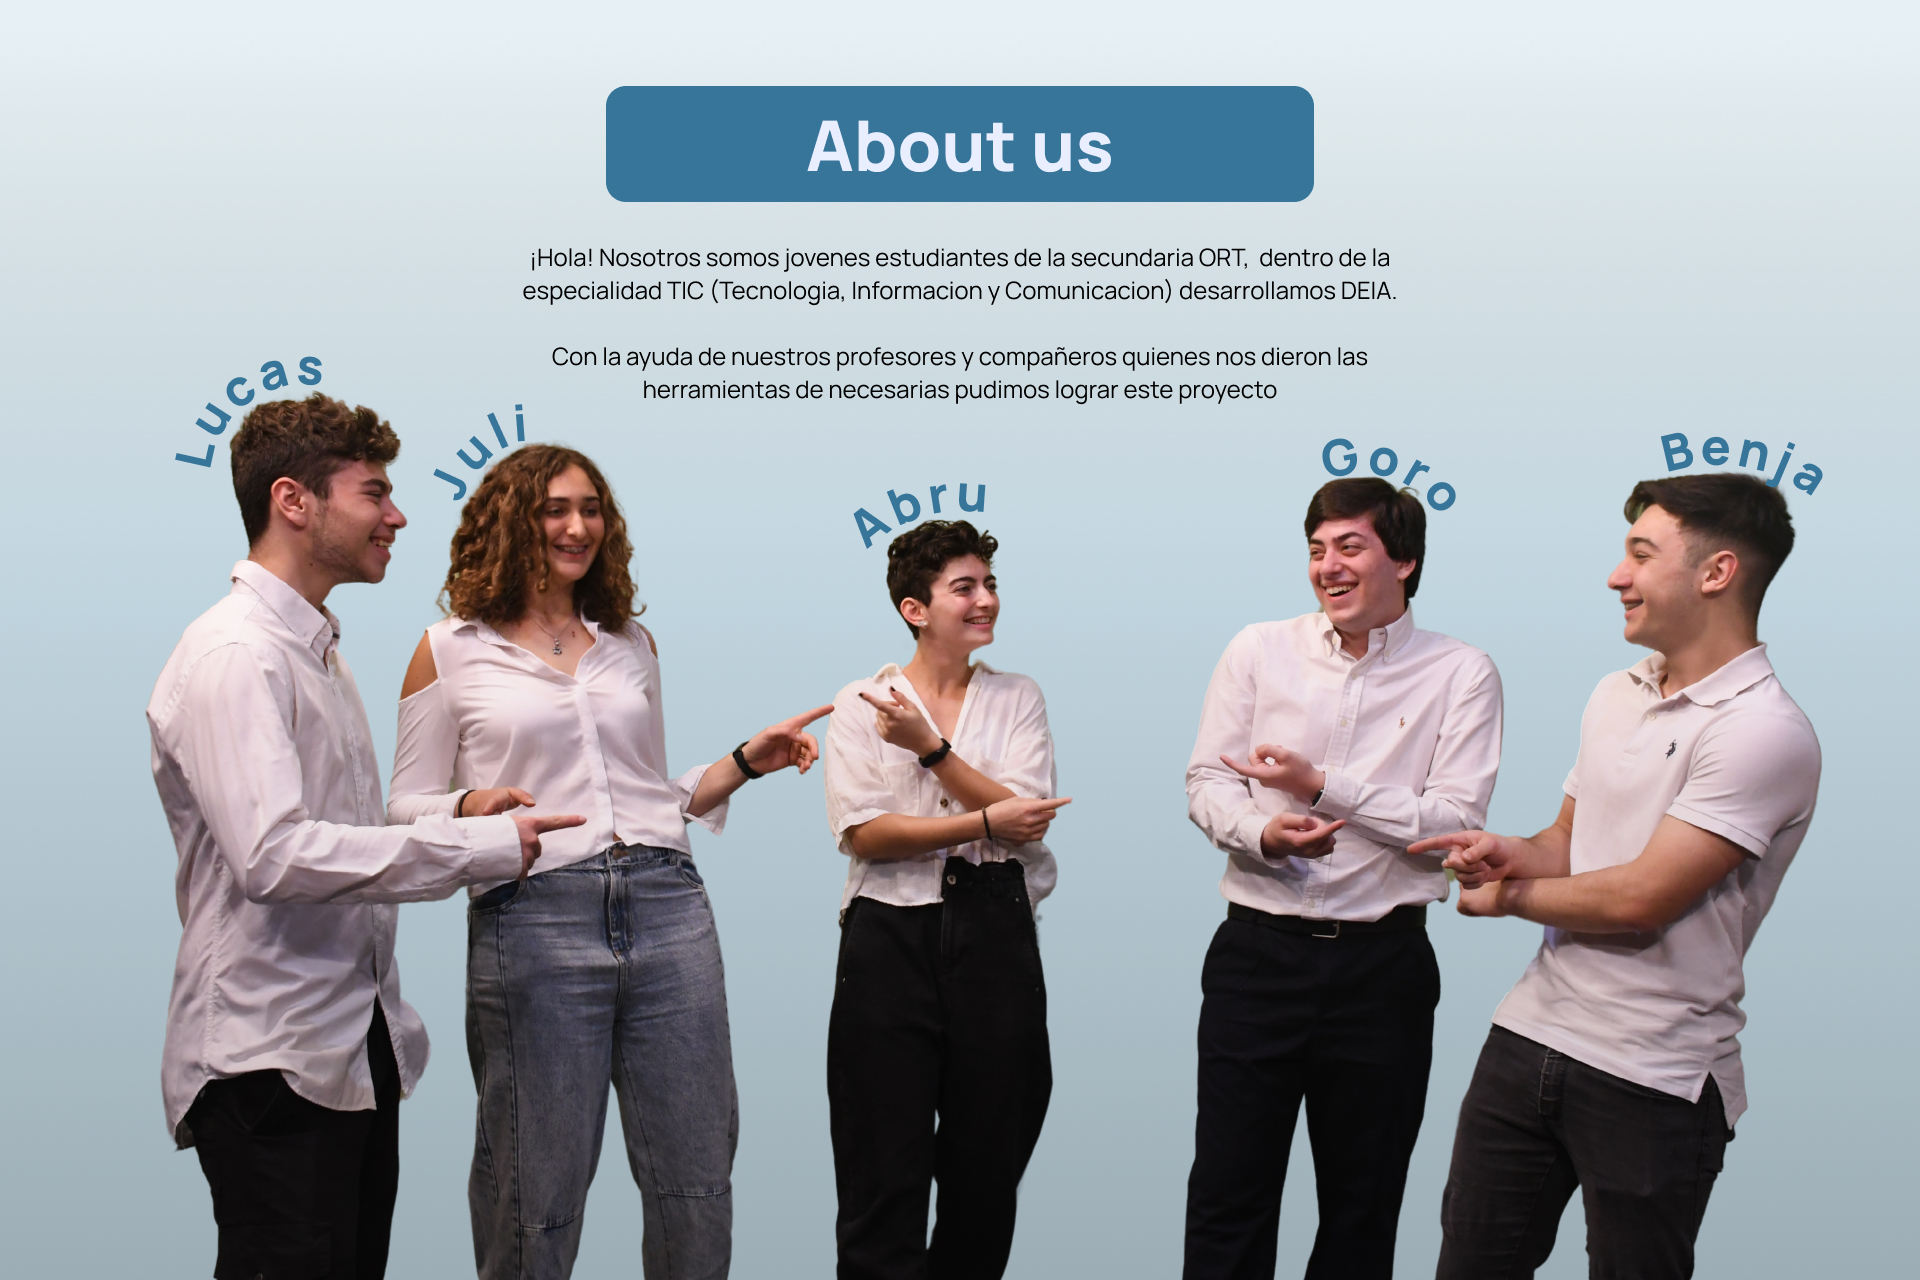 About us
¡Hola! Nosotros somos jovenes estudiantes de la secundaria ORT, dentro de la
especialidad TIC (Tecnologia, Informacion y Comunicacion) desarrollamos DEIA.
Con la ayuda de nuestros profesores y compañeros quienes nos dieron las
herramientas de necesarias pudimos lograr este proyecto
Lucas
Juli
Abru
Goro
Benja